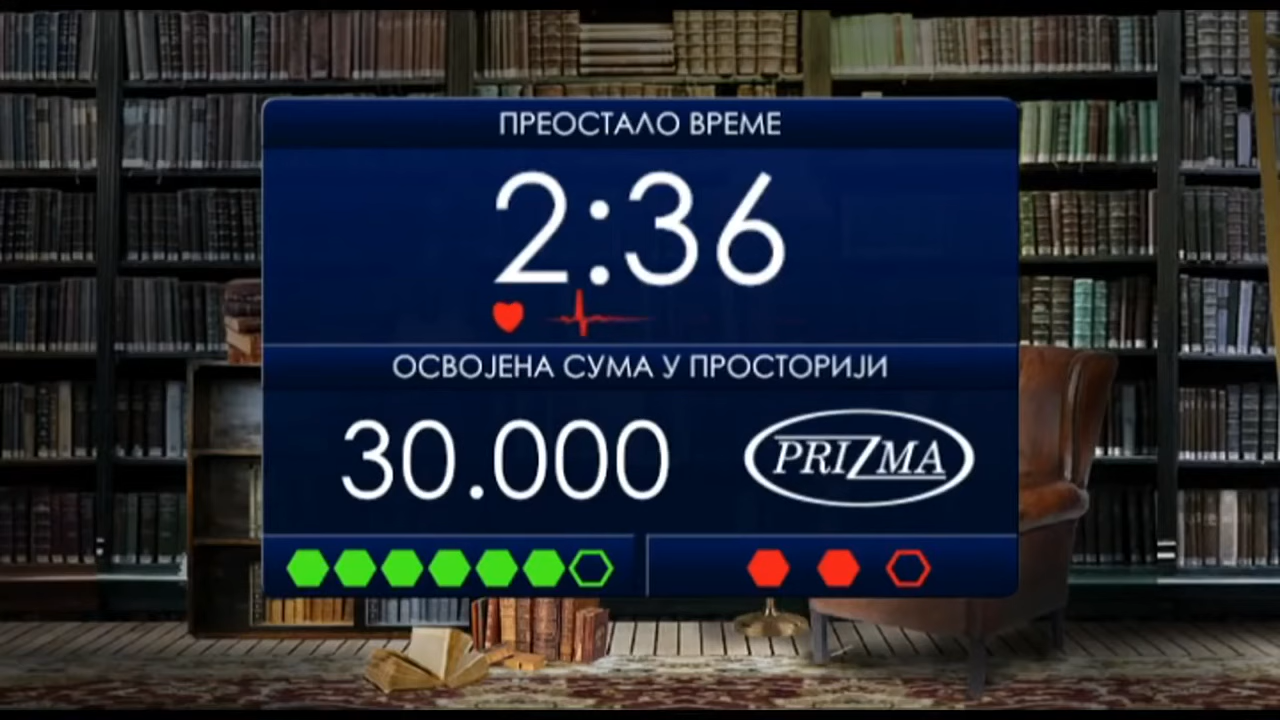 ПРЕОСТАЛО ВРЕМЕ
2:36
ОСВОЈЕНА СУМА У ПРОСТОРИЈИ
30.000
PRIZMA